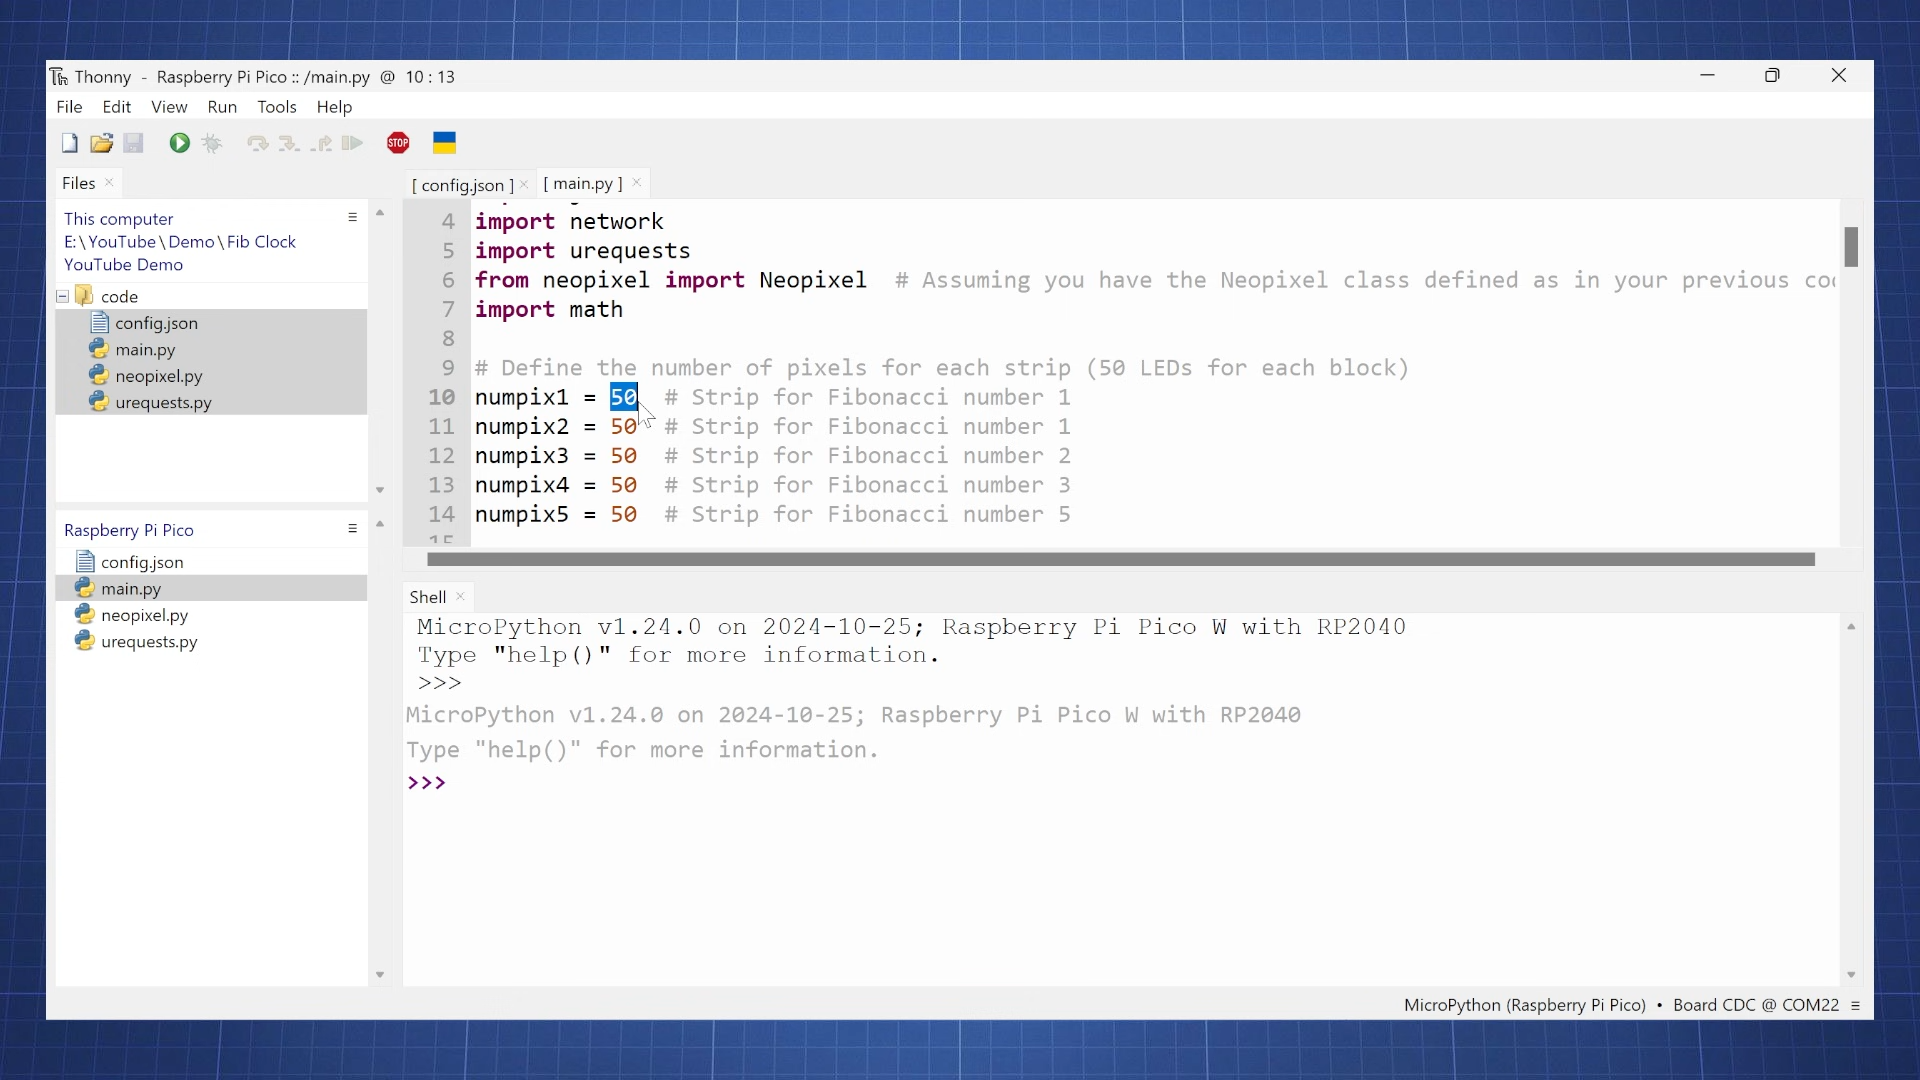 Thonny - Raspberry Pi Pico :: /main.py @ 10 : 13
File Edit View Run Tools Help
STOP
Files
This computer
E:\YouTube\Demo\Fib Clock
YouTube Demo
code
config.json
main.py
neopixel.py
urequests.py
Raspberry Pi Pico
config.json
main.py
neopixel.py
urequests.py
[ config.json ] [ main.py ]
4 import network
5 import urequests
6 from neopixel import Neopixel # Assuming you have the Neopixel class defined as in your previous
7 import math
8
9 # Define the number of pixels for each strip (50 LEDs for each block)
10 numpix1 = 50 # Strip for Fibonacci number 1
11 numpix2 = 50 # Strip for Fibonacci number 1
12 numpix3 = 50 # Strip for Fibonacci number 2
13 numpix4 = 50 # Strip for Fibonacci number 3
14 numpix5 = 50 # Strip for Fibonacci number 5
Shell
MicroPython v1.24.0 on 2024-10-25; Raspberry Pi Pico W with RP2040
Type "help()" for more information.
>>>
MicroPython v1.24.0 on 2024-10-25; Raspberry Pi Pico W with RP2040
Type "help()" for more information.
>>>
MicroPython (Raspberry Pi Pico) • Board CDC @ COM22 ≡